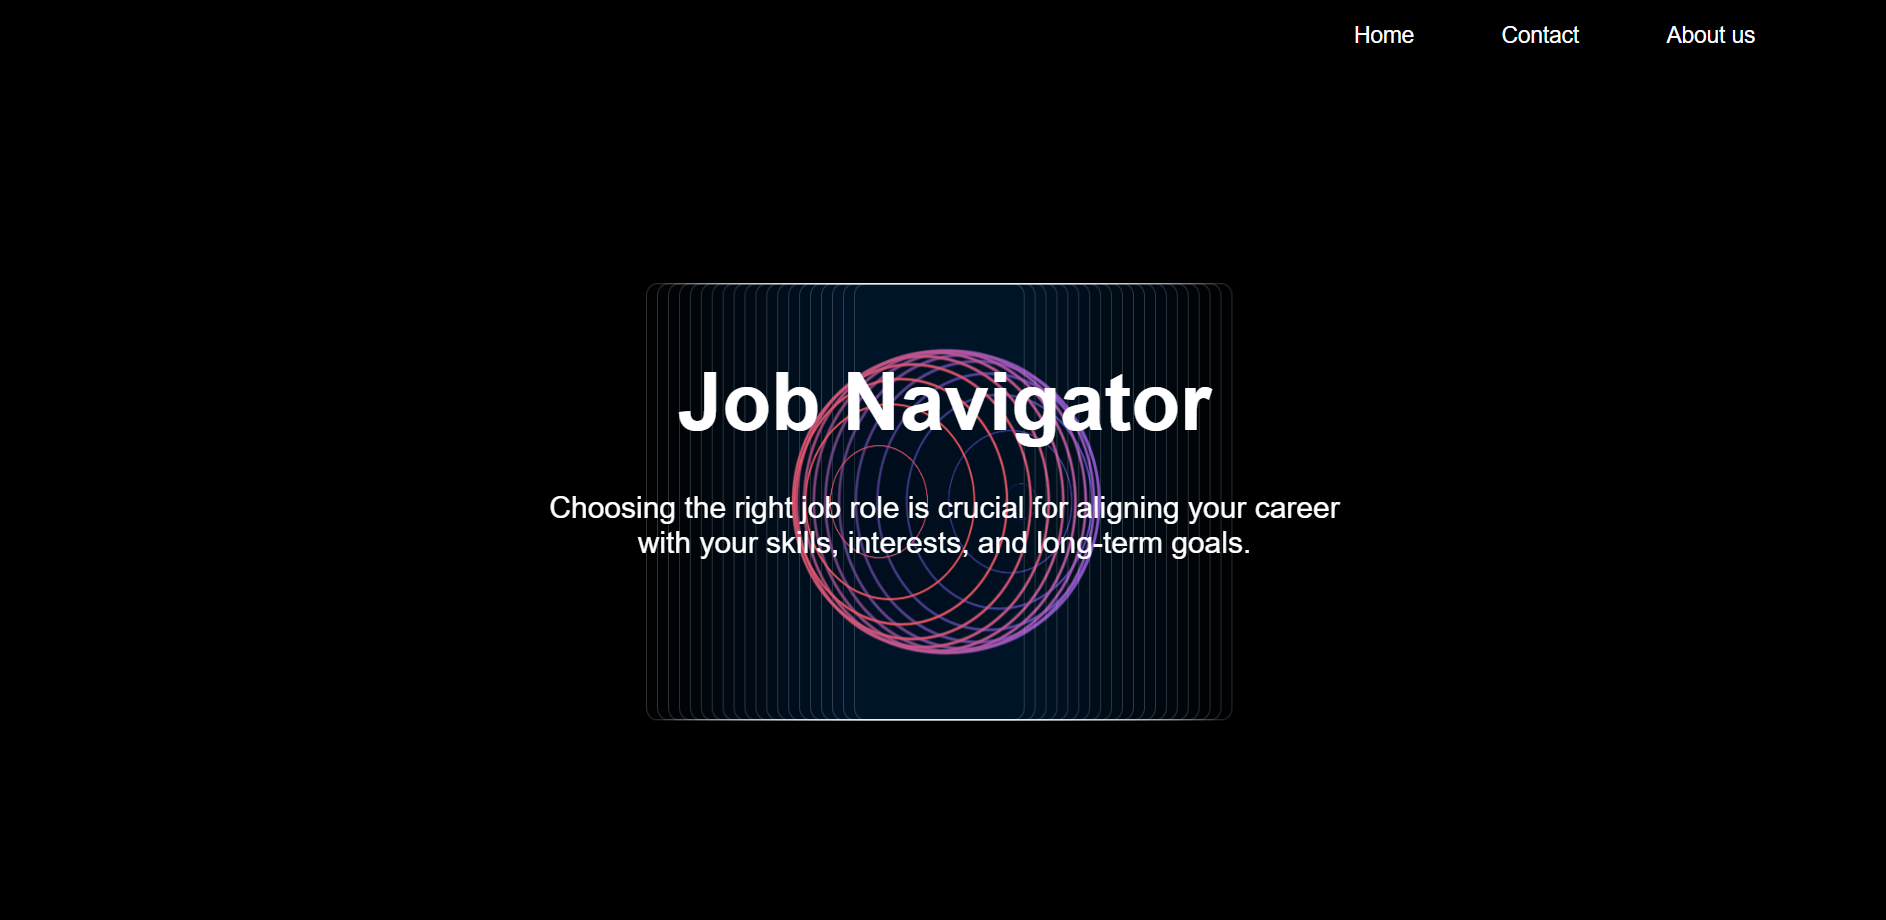 Home Contact About us
Job Navigator
Choosing the right job role is crucial for aligning your career
with your skills, interests, and long-term goals.